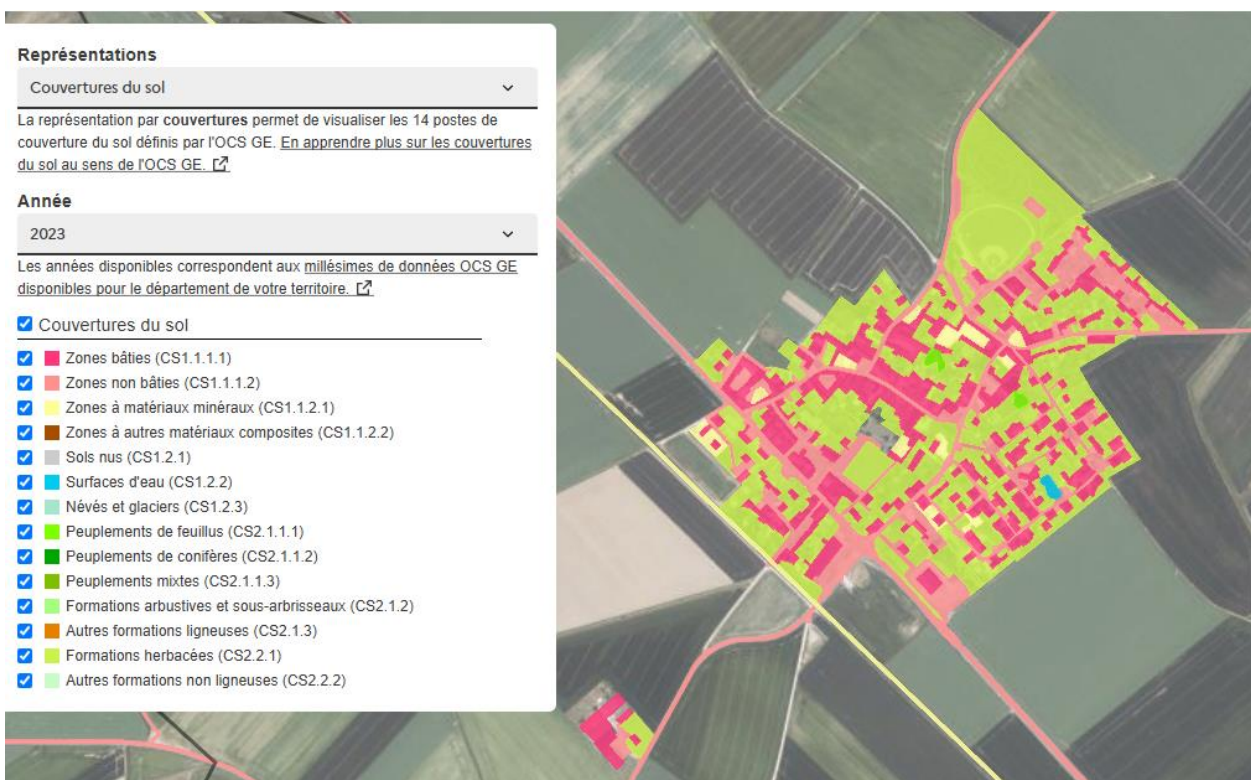 Représentations
Couvertures du sol
La représentation par couvertures permet de visualiser les 14 postes de
couverture du sol définis par l'OCS GE. En apprendre plus sur les couvertures
du sol au sens de l'OCS GE.
Année
2023
Les années disponibles correspondent aux millésimes de données OCS GE
disponibles pour le département de votre territoire.
Couvertures du sol
Zones bâties (CS1.1.1.1)
Zones non bâties (CS1.1.1.2)
Zones à matériaux minéraux (CS1.1.2.1)
Zones à autres matériaux composites (CS1.1.2.2)
Sols nus (CS1.2.1)
Surfaces d'eau (CS1.2.2)
Névés et glaciers (CS1.2.3)
Peuplements de feuillus (CS2.1.1.1)
Peuplements de conifères (CS2.1.1.2)
Peuplements mixtes (CS2.1.1.3)
Formations arbustives et sous-arbrisseaux (CS2.1.2)
Autres formations ligneuses (CS2.1.3)
Formations herbacées (CS2.2.1)
Autres formations non ligneuses (CS2.2.2)